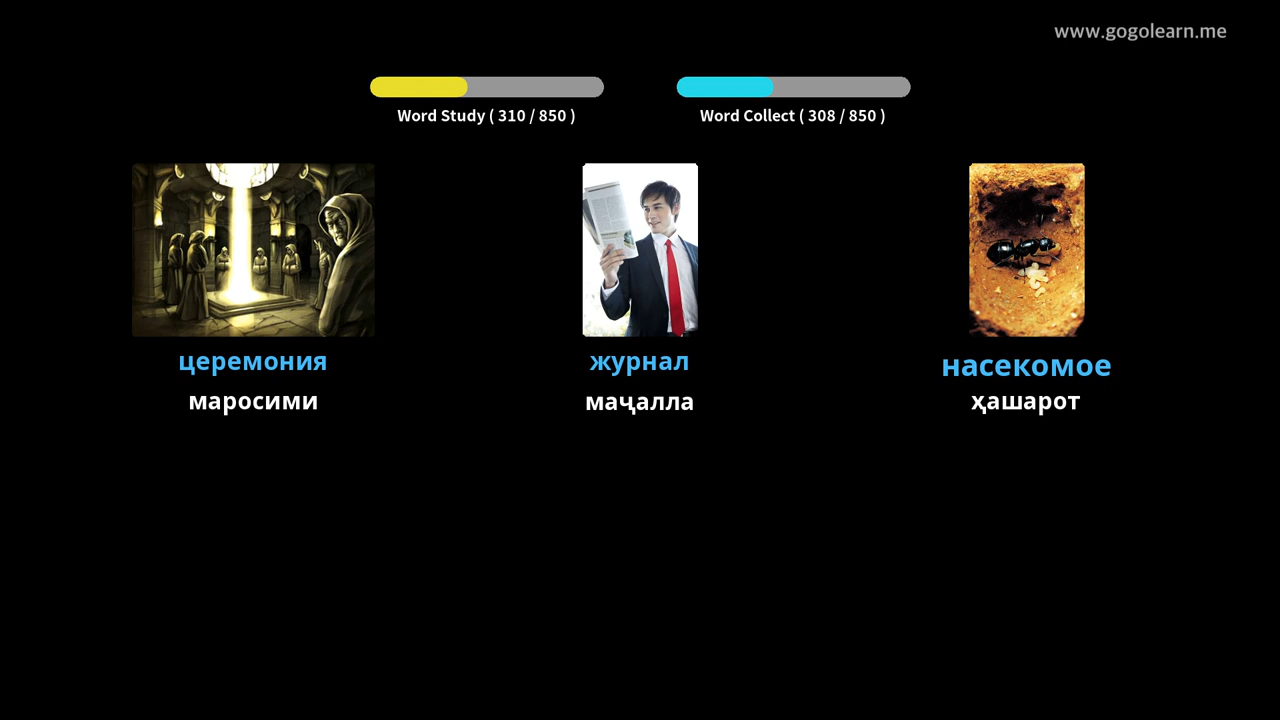 www.gogolearn.me
Word Study ( 310 / 850 )
Word Collect ( 308 / 850 )
церемония
маросими
журнал
маҷалла
насекомое
ҳашарот